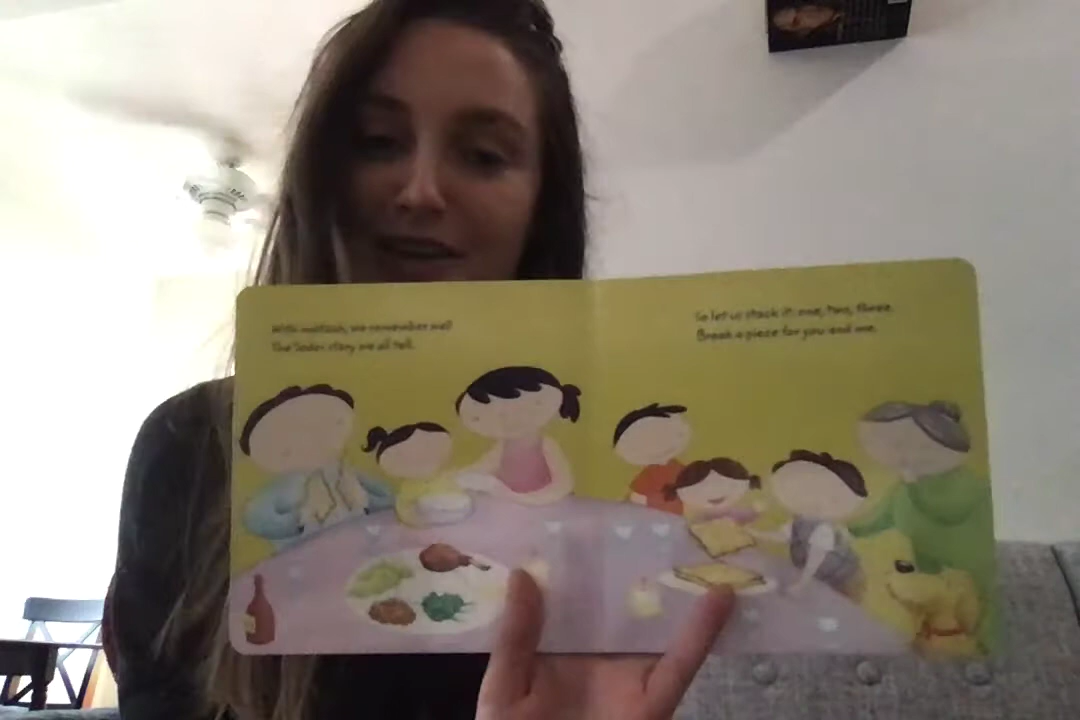 With matzah, we remember well
The Seder story we all tell.
So let us stack it: one, two, three.
Break a piece for you and me.